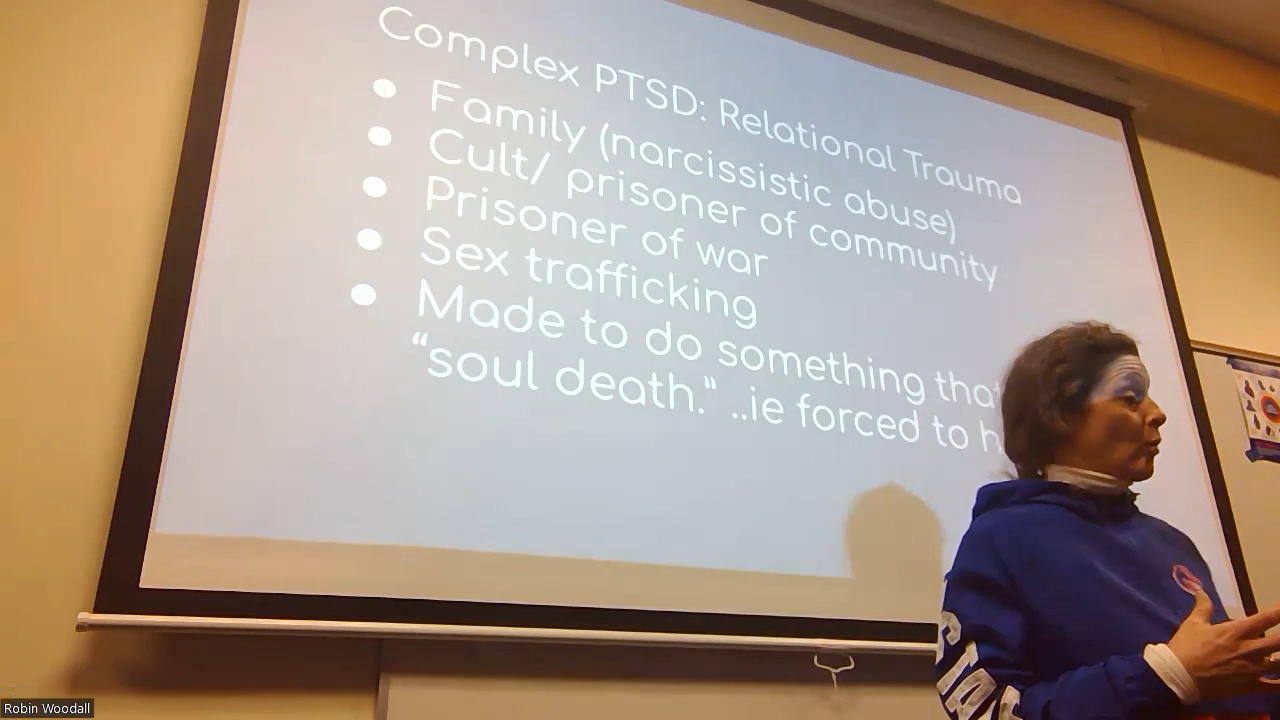 Complex PTSD: Relational Trauma
● Family (narcissistic abuse)
● Cult/ prisoner of community
● Prisoner of war
● Sex trafficking
● Made to do something that
“soul death.” ..ie forced to h
STA
Robin Woodall